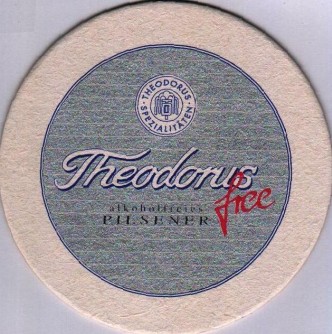 THEODORUS
SPEZIALITÄTEN
Theodorus
free
alkoholfreies
PILSENER